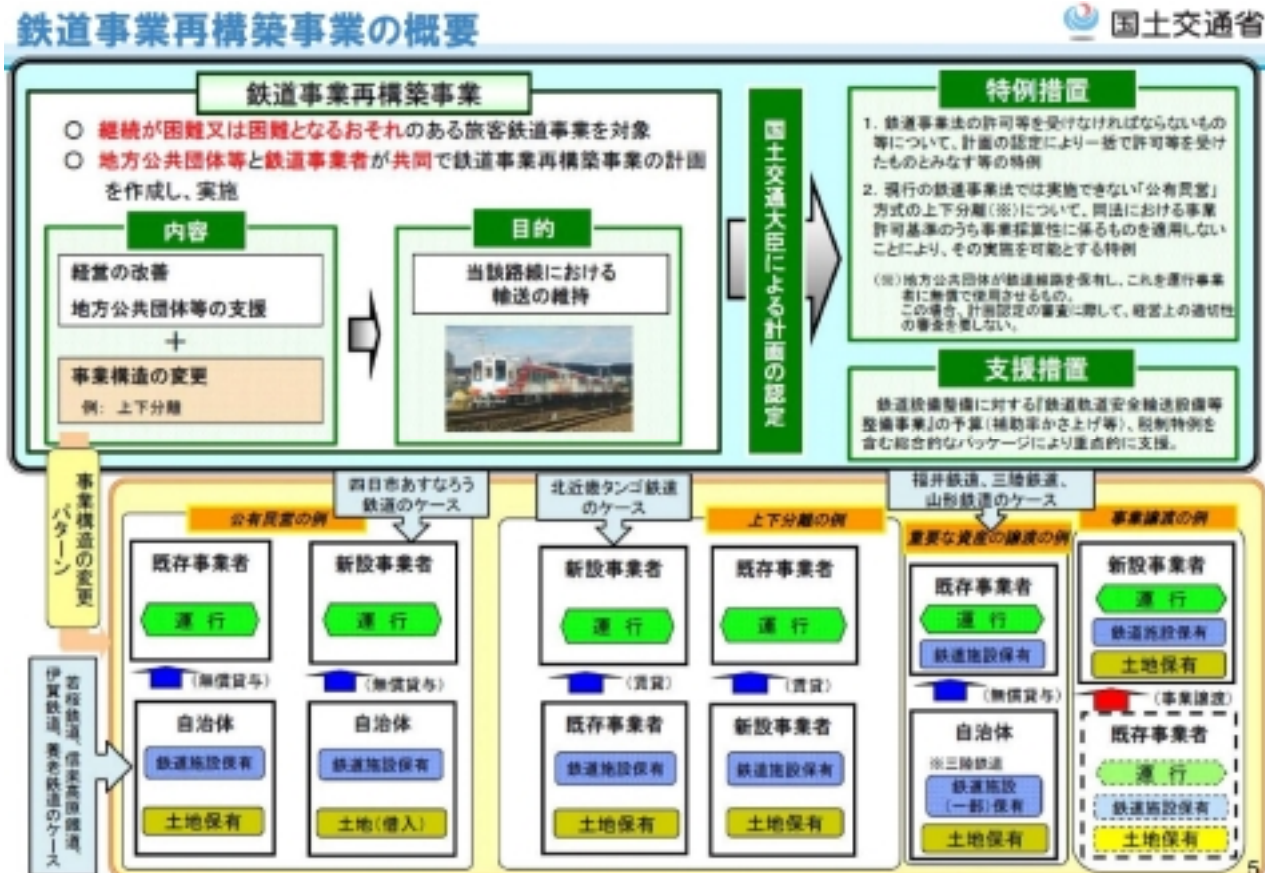 鉄道事業再構築事業の概要
国土交通省
鉄道事業再構築事業
○ 継続が困難又は困難となるおそれのある旅客鉄道事業を対象
○ 地方公共団体等と鉄道事業者が共同で鉄道事業再構築事業の計画
を作成し、実施
内容
経営の改善
地方公共団体等の支援
+
事業構造の変更
例: 上下分離
目的
当該路線における
輸送の維持
国土交通大臣による計画の認定
特例措置
1. 鉄道事業法の許可等を受けなければならないもの
等について、計画の認定により一括で許可等を受け
たものとみなす等の特例
2. 現行の鉄道事業法では実施できない「公有民営」
方式の上下分離(※)について、同法における事業
許可基準のうち事業採算性に係るものを適用しない
ことにより、その実施を可能とする特例
(※)地方公共団体が鉄道線路を保有し、これを運行事業
者に無償で使用させるもの。
この場合、計画認定の審査に際して、経営上の適切性
の審査を要しない。
支援措置
鉄道設備整備に対する『鉄道軌道安全輸送設備等
整備事業』の予算(補助率かさ上げ等)、税制特例を
含む総合的なパッケージにより重点的に支援。
事業構造の変更
パターン
若桜鉄道、信楽高原鐵道、
伊賀鉄道、養老鉄道のケース
公有民営の例
四日市あすなろう
鉄道のケース
既存事業者
運 行
(無償貸与)
自治体
鉄道施設保有
土地保有
新設事業者
運 行
(無償貸与)
自治体
鉄道施設保有
土地(借入)
北近畿タンゴ鉄道
のケース
上下分離の例
新設事業者
運 行
(賃貸)
既存事業者
鉄道施設保有
土地保有
既存事業者
運 行
(賃貸)
新設事業者
鉄道施設保有
土地保有
福井鉄道、三陸鉄道、
山形鉄道のケース
重要な資産の譲渡の例
既存事業者
運 行
鉄道施設保有
(無償貸与)
自治体
※三陸鉄道
鉄道施設
(一部)保有
土地保有
事業譲渡の例
新設事業者
運 行
鉄道施設保有
土地保有
(事業譲渡)
既存事業者
運 行
鉄道施設保有
土地保有
5